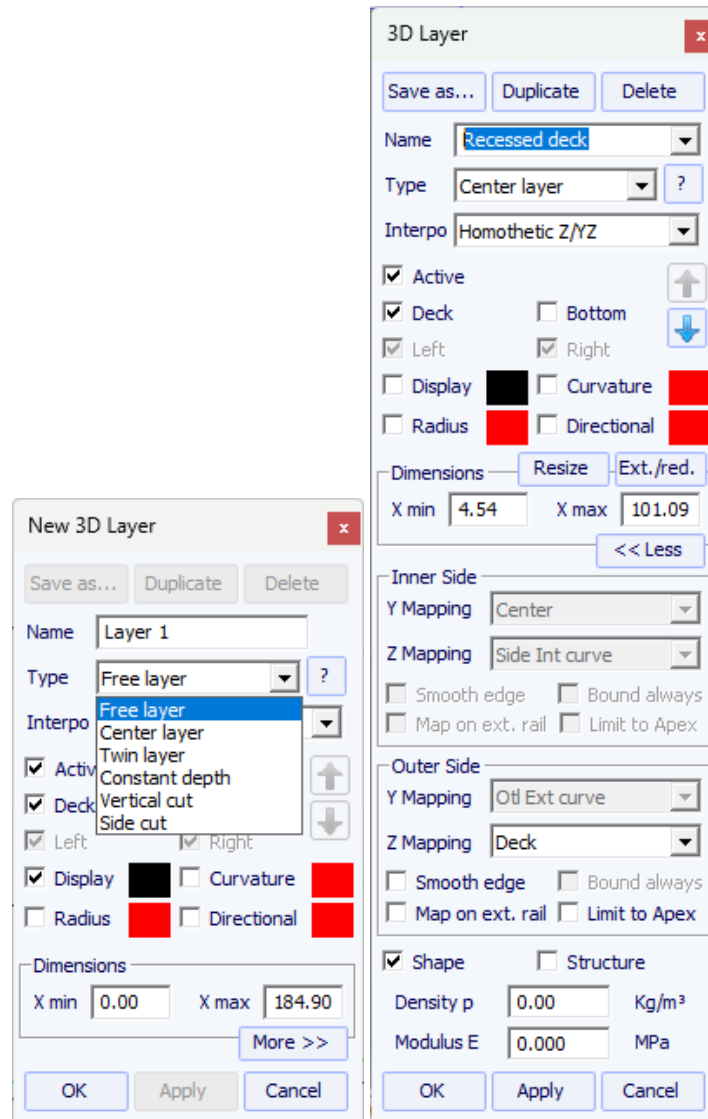 3D Layer
x
Save as... Duplicate Delete
Name Recessed deck
Type Center layer ?
Interpo Homothetic Z/YZ
Active
Deck Bottom
Left Right
Display Curvature
Radius Directional
Dimensions Resize Ext./red.
X min 4.54 X max 101.09
<< Less
Inner Side
Y Mapping Center
Z Mapping Side Int curve
Smooth edge Bound always
Map on ext. rail Limit to Apex
Outer Side
Y Mapping Otl Ext curve
Z Mapping Deck
Smooth edge Bound always
Map on ext. rail Limit to Apex
Shape Structure
Density p 0.00 Kg/m³
Modulus E 0.000 MPa
OK Apply Cancel
New 3D Layer
x
Save as... Duplicate Delete
Name Layer 1
Type Free layer ?
Interpo
Free layer
Center layer
Twin layer
Constant depth
Vertical cut
Side cut
Activ
Deck
Left Right
Display Curvature
Radius Directional
Dimensions
X min 0.00 X max 184.90
More >>
OK Apply Cancel